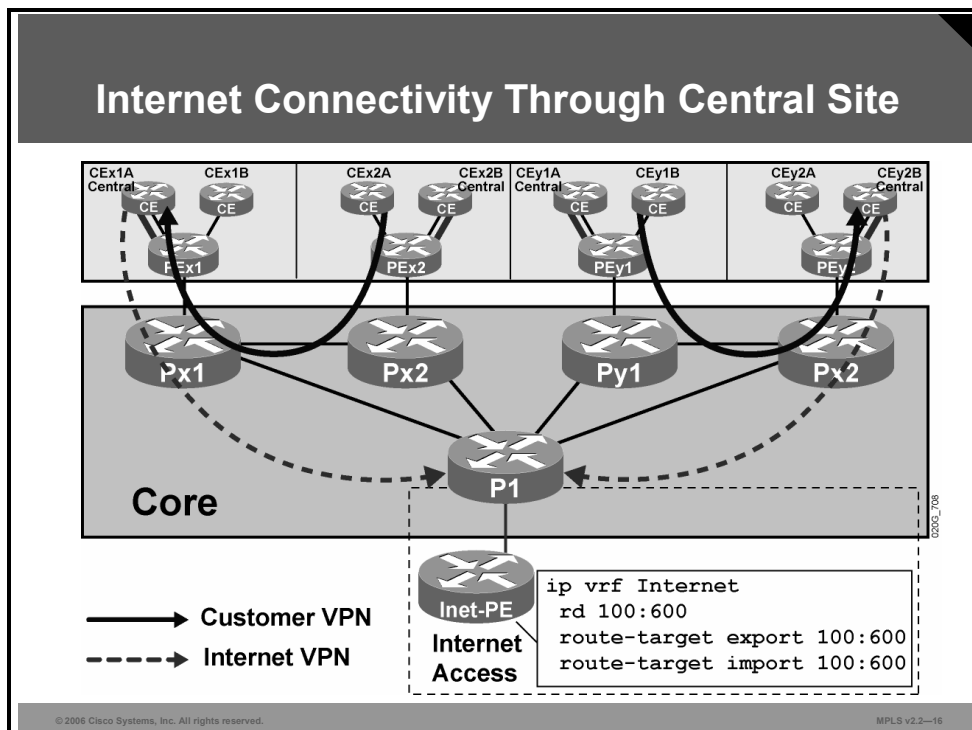 Internet Connectivity Through Central Site
CEx1A
Central
CEx1B
CEx2A
CEx2B
Central
CEy1A
Central
CEy1B
CEy2A
CEy2B
Central
CE
CE
CE
CE
CE
CE
CE
CE
PEx1
PEx2
PEy1
Px1
Px2
Py1
Px2
P1
Core
020G_708
Inet-PE
Internet
Access
ip vrf Internet
rd 100:600
route-target export 100:600
route-target import 100:600
Customer VPN
Internet VPN
© 2006 Cisco Systems, Inc. All rights reserved.
MPLS v2.2—16